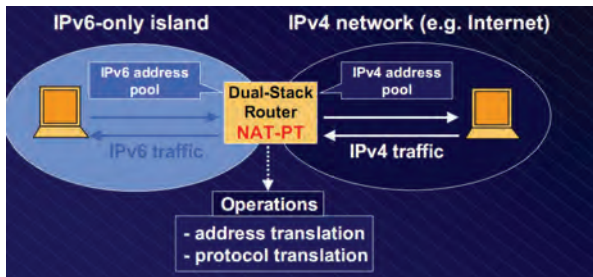 IPv6-only island
IPv4 network (e.g. Internet)
IPv6 address
pool
Dual-Stack
Router
NAT-PT
IPv4 address
pool
IPv6 traffic
IPv4 traffic
Operations
- address translation
- protocol translation